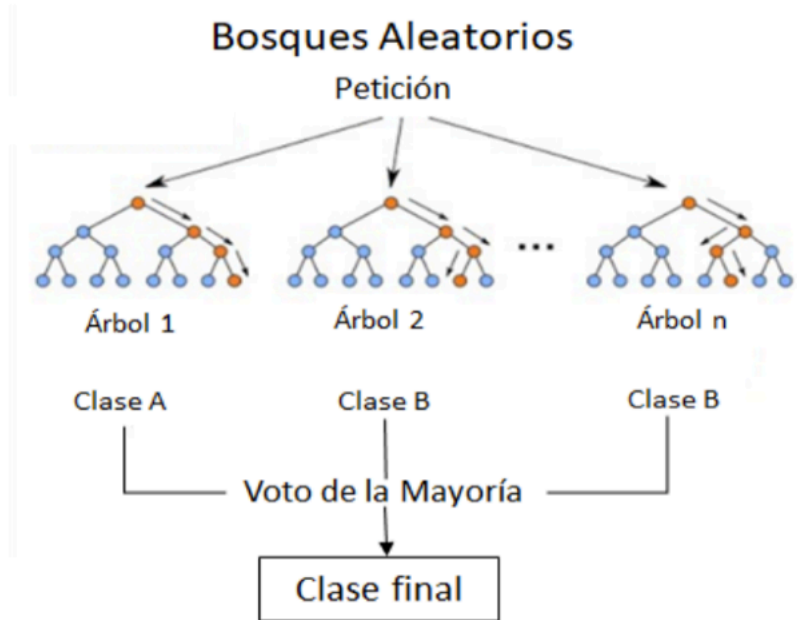 Bosques Aleatorios
Petición
...
Árbol 1
Árbol 2
Árbol n
Clase A
Clase B
Clase B
Voto de la Mayoría
Clase final